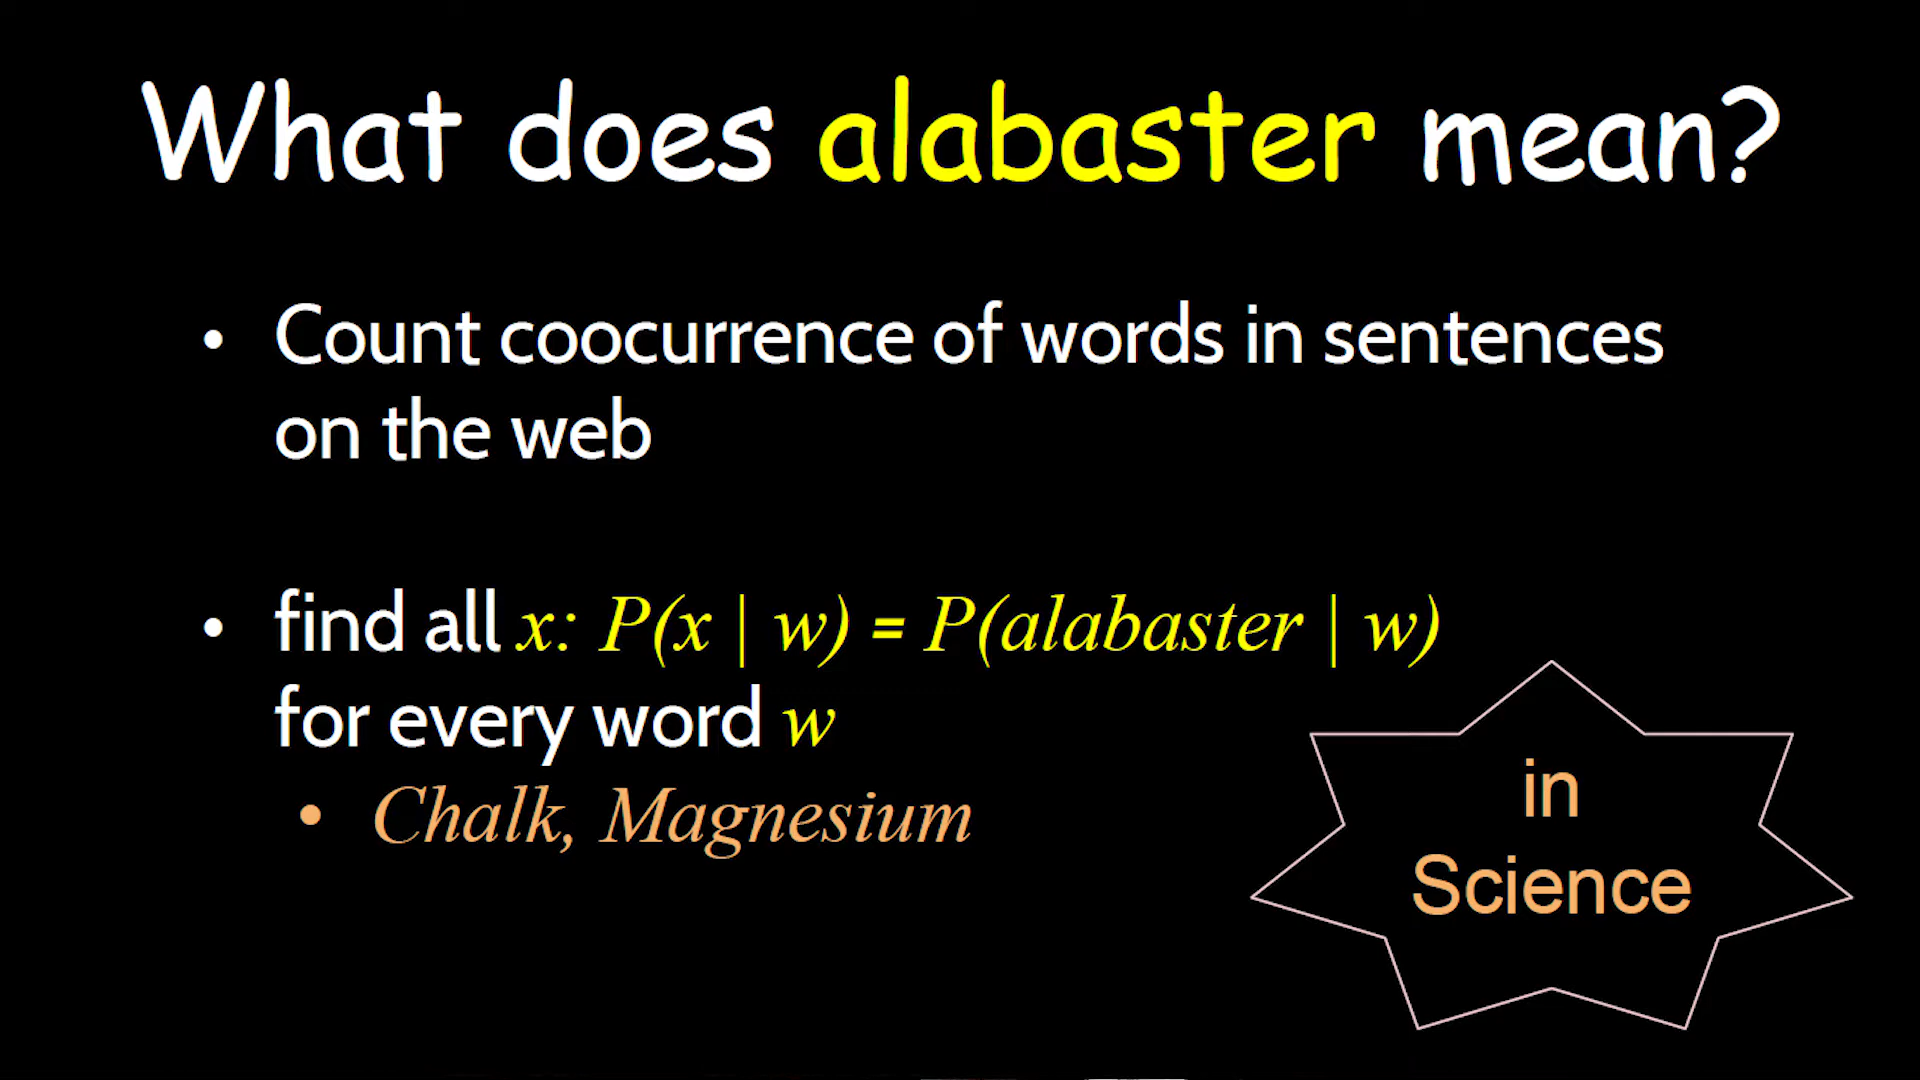 What does alabaster mean?
• Count coocurrence of words in sentences
on the web
• find all x: P(x | w) = P(alabaster | w)
for every word w
• Chalk, Magnesium
in
Science